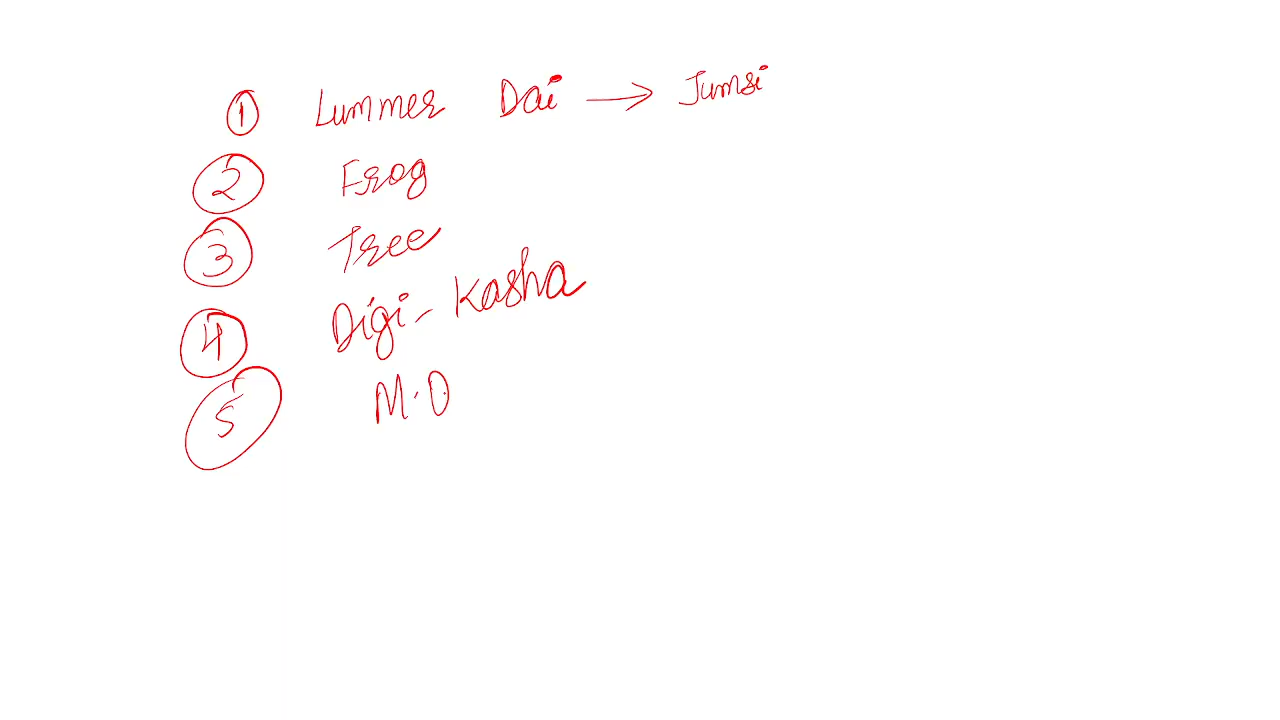 ① Lummer Dai → Jumsi
② Frog
③ Tree
④ Digi-Kasha
⑤ M.O